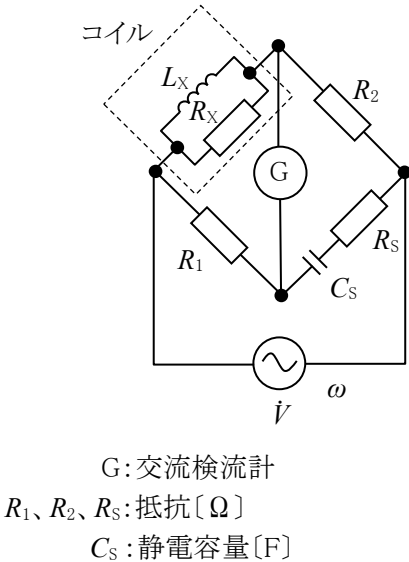 コイル
L_X
R_X
R_2
G
R_1
R_S
C_S
ω
V̇
G:交流検流計
R_1、R_2、R_S:抵抗〔Ω〕
C_S:静電容量〔F〕